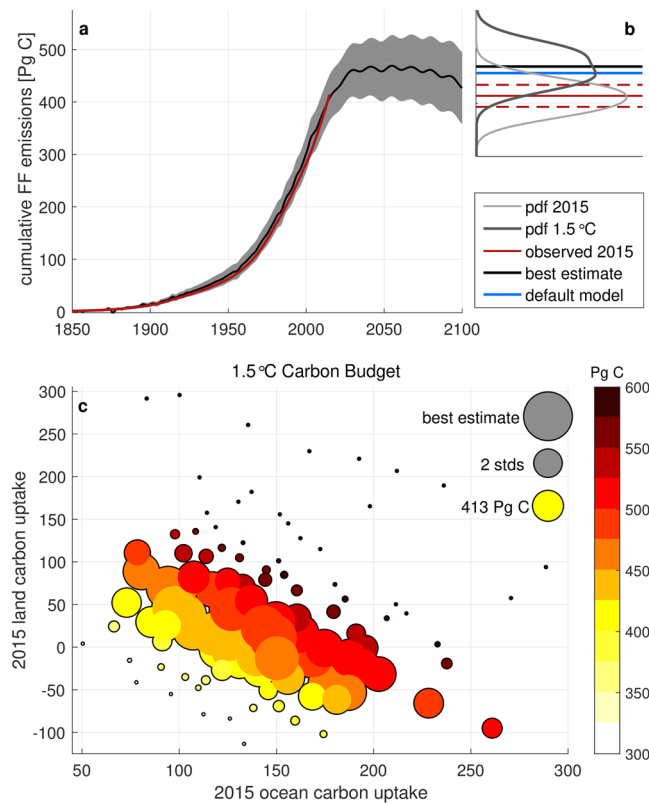 a
b
cumulative FF emissions [Pg C]
500
400
300
200
100
0
1850
1900
1950
2000
2050
2100
pdf 2015
pdf 1.5 °C
observed 2015
best estimate
default model
1.5 °C Carbon Budget
Pg C
c
2015 land carbon uptake
300
250
200
150
100
50
0
-50
-100
50
100
150
200
250
300
2015 ocean carbon uptake
best estimate
2 stds
413 Pg C
600
550
500
450
400
350
300